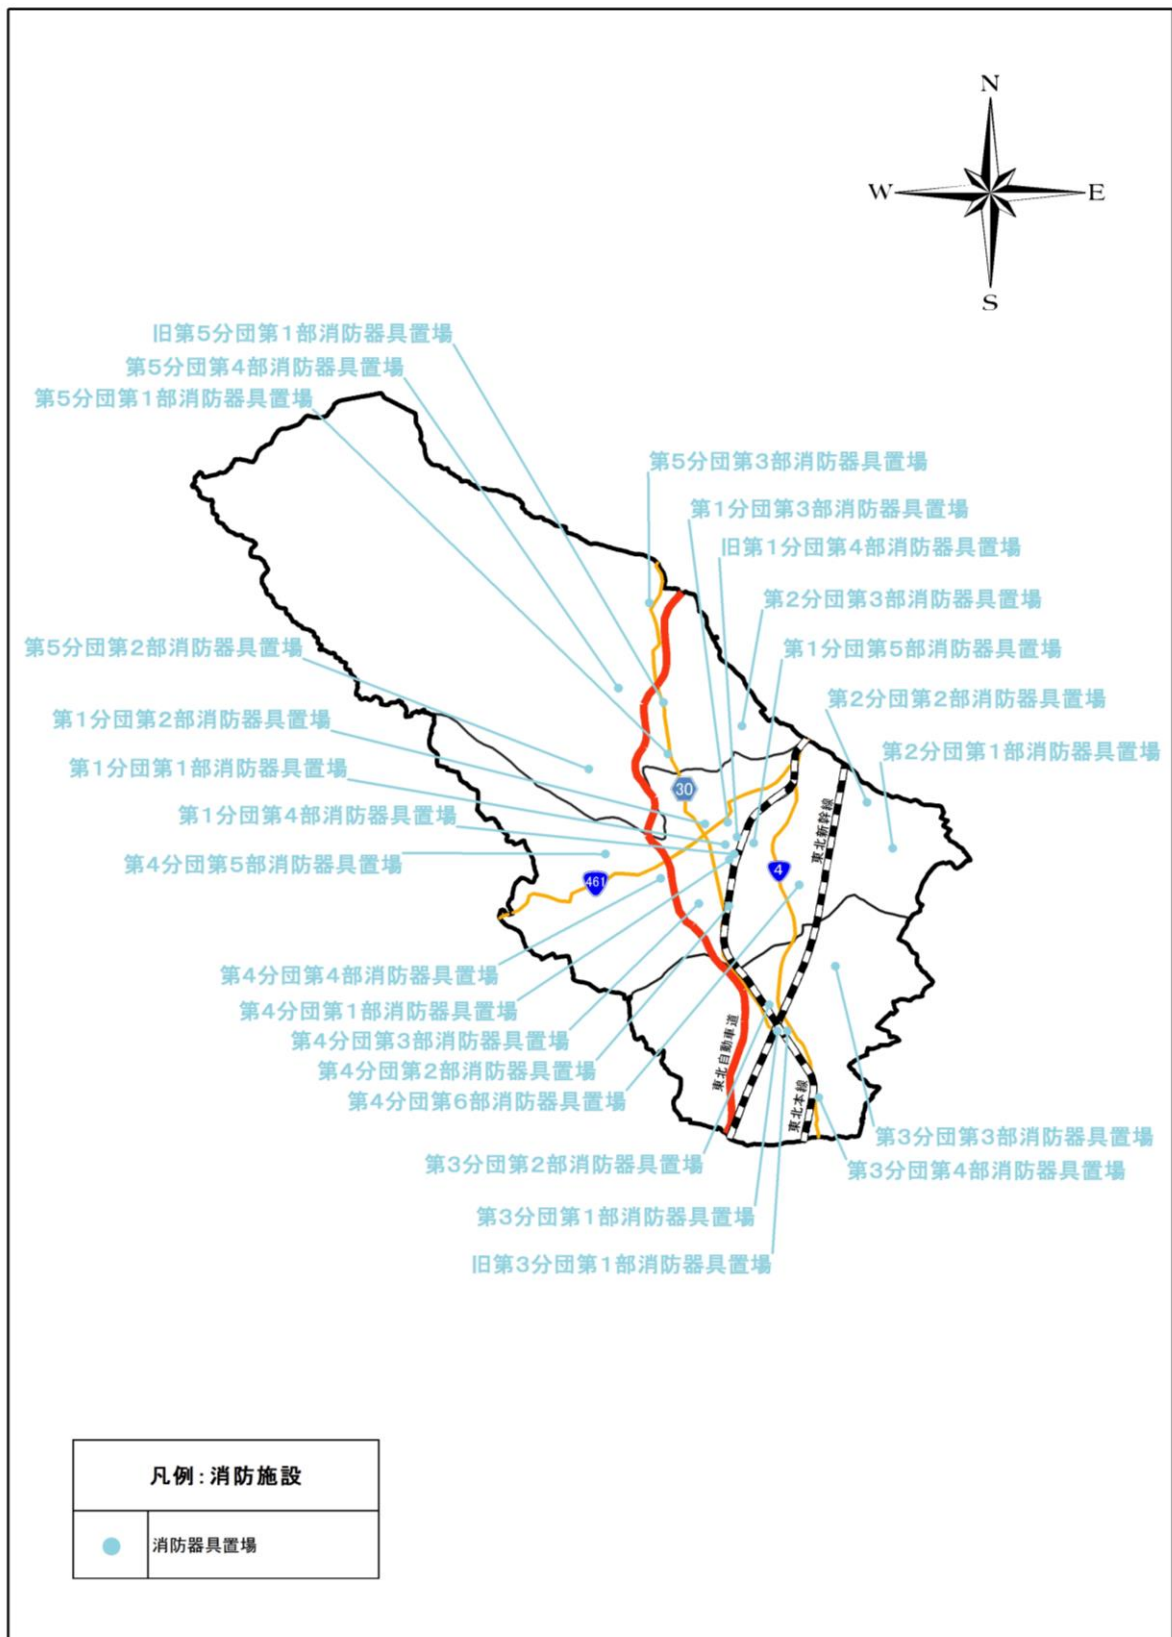 N
W
E
S
旧第5分団第1部消防器具置場
第5分団第4部消防器具置場
第5分団第1部消防器具置場
第5分団第3部消防器具置場
第1分団第3部消防器具置場
旧第1分団第4部消防器具置場
第2分団第3部消防器具置場
第5分団第2部消防器具置場
第1分団第5部消防器具置場
第2分団第2部消防器具置場
第1分団第2部消防器具置場
第2分団第1部消防器具置場
第1分団第1部消防器具置場
30
第1分団第4部消防器具置場
東北新幹線
第4分団第5部消防器具置場
461
4
第4分団第4部消防器具置場
第4分団第1部消防器具置場
第4分団第3部消防器具置場
東北自動車道
第4分団第2部消防器具置場
第4分団第6部消防器具置場
東北本線
第3分団第3部消防器具置場
第3分団第2部消防器具置場
第3分団第4部消防器具置場
第3分団第1部消防器具置場
旧第3分団第1部消防器具置場
凡例:消防施設
消防器具置場